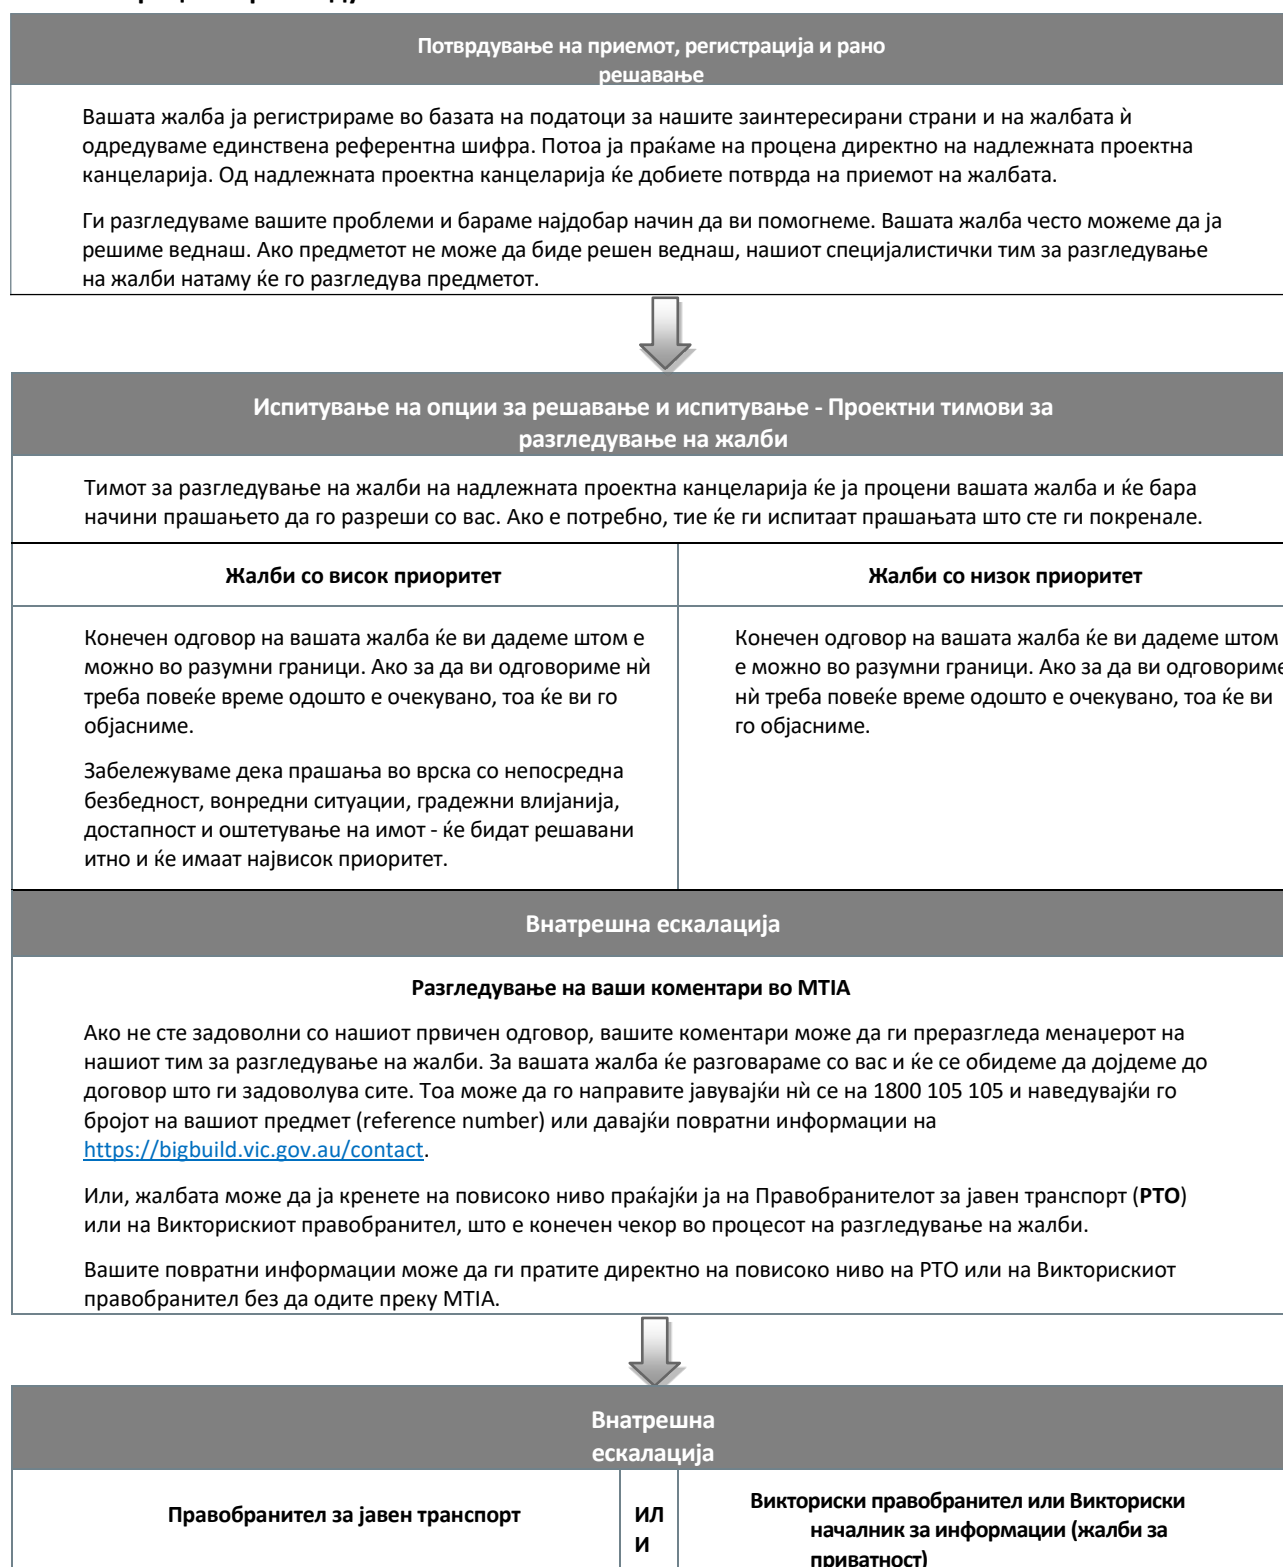 Потврдување на приемот, регистрација и рано
решавање
Вашата жалба ја регистрираме во базата на податоци за нашите заинтересирани страни и на жалбата ѝ
одредуваме единствена референтна шифра. Потоа ја праќаме на процена директно на надлежната проектна
канцеларија. Од надлежната проектна канцеларија ќе добиете потврда на приемот на жалбата.
Ги разгледуваме вашите проблеми и бараме најдобар начин да ви помогнеме. Вашата жалба често можеме да ја
решиме веднаш. Ако предметот не може да биде решен веднаш, нашиот специјалистички тим за разгледување
на жалби натаму ќе го разгледува предметот.
Испитување на опции за решавање и испитување - Проектни тимови за
разгледување на жалби
Тимот за разгледување на жалби на надлежната проектна канцеларија ќе ја процени вашата жалба и ќе бара
начини прашањето да го разреши со вас. Ако е потребно, тие ќе ги испитаат прашањата што сте ги покренале.
Жалби со висок приоритет
Конечен одговор на вашата жалба ќе ви дадеме штом е
можно во разумни граници. Ако за да ви одговориме нѝ
треба повеќе време одошто е очекувано, тоа ќе ви го
објасниме.
Забележуваме дека прашања во врска со непосредна
безбедност, вонредни ситуации, градежни влијанија,
достапност и оштетување на имот - ќе бидат решавани
итно и ќе имаат највисок приоритет.
Жалби со низок приоритет
Конечен одговор на вашата жалба ќе ви дадеме штом
е можно во разумни граници. Ако за да ви одговориме
нѝ треба повеќе време одошто е очекувано, тоа ќе ви
го објасниме.
Внатрешна ескалација
Разгледување на ваши коментари во MTIA
Ако не сте задоволни со нашиот првичен одговор, вашите коментари може да ги преразгледа менаџерот на
нашиот тим за разгледување на жалби. За вашата жалба ќе разговараме со вас и ќе се обидеме да дојдеме до
договор што ги задоволува сите. Тоа може да го направите јавувајќи нѝ се на 1800 105 105 и наведувајќи го
бројот на вашиот предмет (reference number) или давајќи повратни информации на
https://bigbuild.vic.gov.au/contact.
Или, жалбата може да ја кренете на повисоко ниво праќајќи ја на Правобранителот за јавен транспорт (PTO)
или на Викторискиот правобранител, што е конечен чекор во процесот на разгледување на жалби.
Вашите повратни информации може да ги пратите директно на повисоко ниво на PTO или на Викторискиот
правобранител без да одите преку MTIA.
Внатрешна
ескалација
Правобранител за јавен транспорт
ИЛ
И
Викториски правобранител или Викториски
началник за информации (жалби за
приватност)